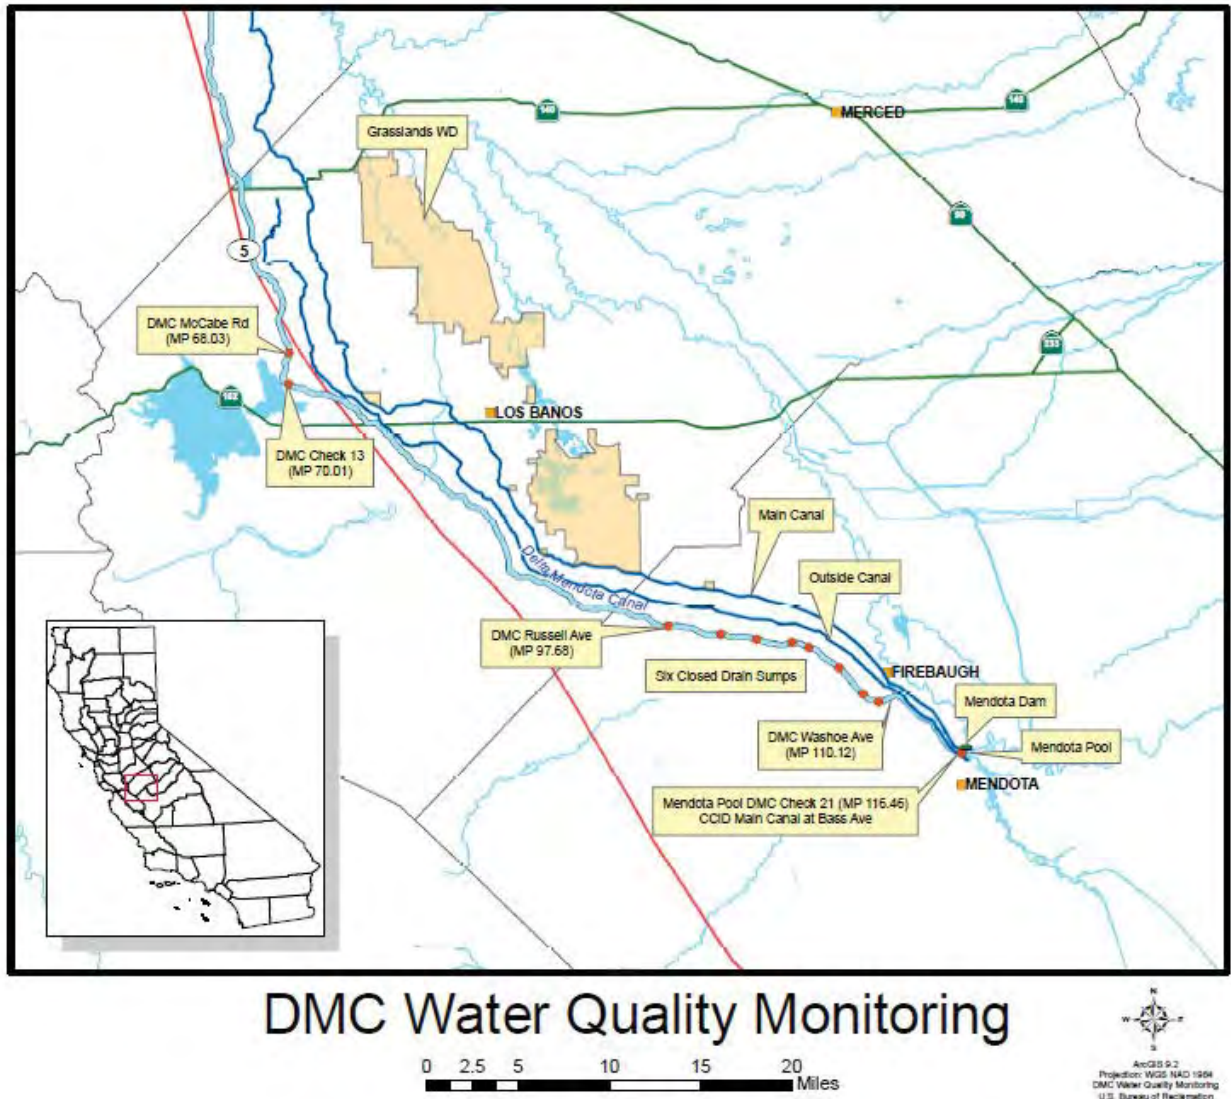 140
MERCED
140
Grasslands WD
99
5
DMC McCabe Rd
(MP 68.03)
233
152
LOS BANOS
DMC Check 13
(MP 70.01)
Main Canal
Delta Mendota Canal
Outside Canal
DMC Russell Ave
(MP 97.68)
Six Closed Drain Sumps
FIREBAUGH
Mendota Dam
DMC Washoe Ave
(MP 110.12)
Mendota Pool
MENDOTA
Mendota Pool DMC Check 21 (MP 116.46)
CCID Main Canal at Bass Ave
DMC Water Quality Monitoring
0 2.5 5 10 15 20
Miles
N
W E
S
ArcGIS 9.2
Projection: WGS NAD 1984
DMC Water Quality Monitoring
U.S. Bureau of Reclamation